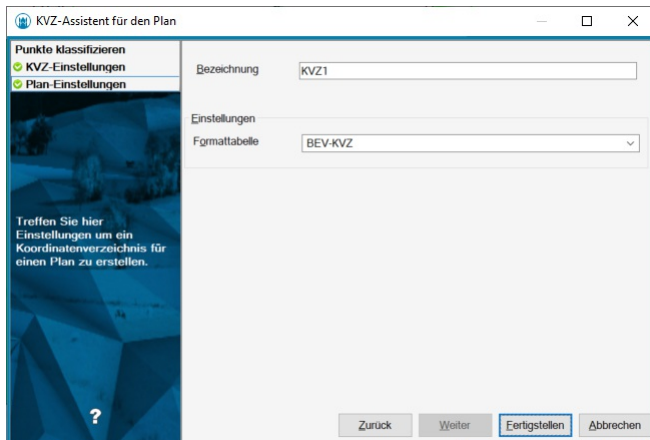 KVZ-Assistent für den Plan
Punkte klassifizieren
KVZ-Einstellungen
Plan-Einstellungen
Bezeichnung
KVZ1
Einstellungen
Formattabelle
BEV-KVZ
Treffen Sie hier
Einstellungen um ein
Koordinatenverzeichnis für
einen Plan zu erstellen.
?
Zurück
Weiter
Fertigstellen
Abbrechen